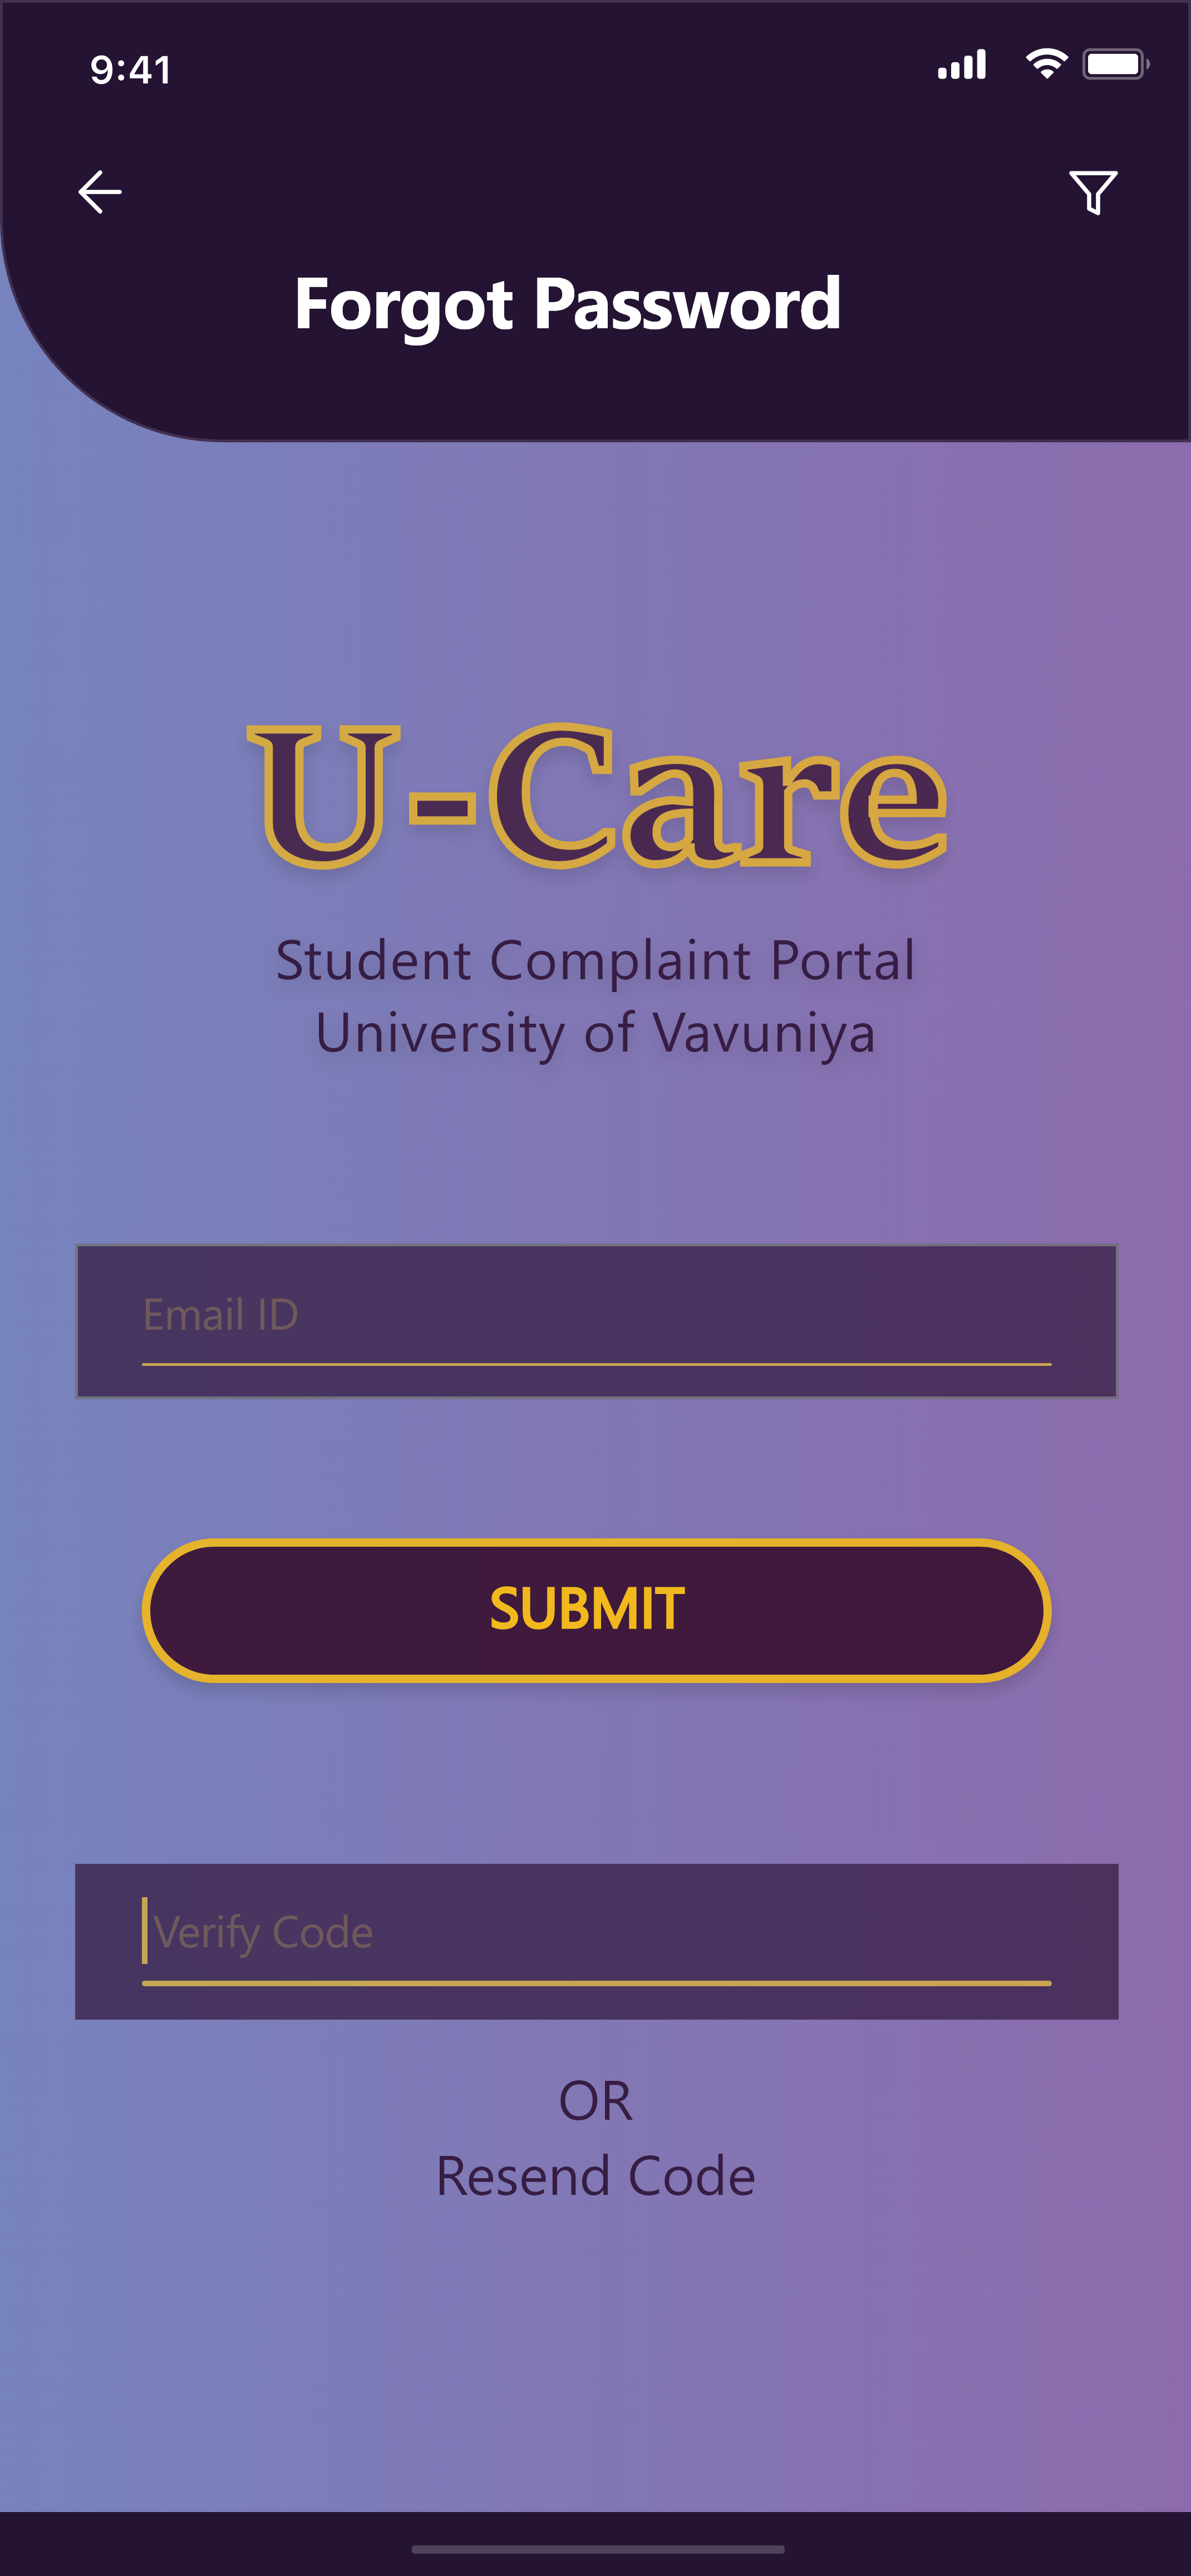 9:41
Forgot Password
U-Care
Student Complaint Portal
University of Vavuniya
Email ID
SUBMIT
Verify Code
OR
Resend Code